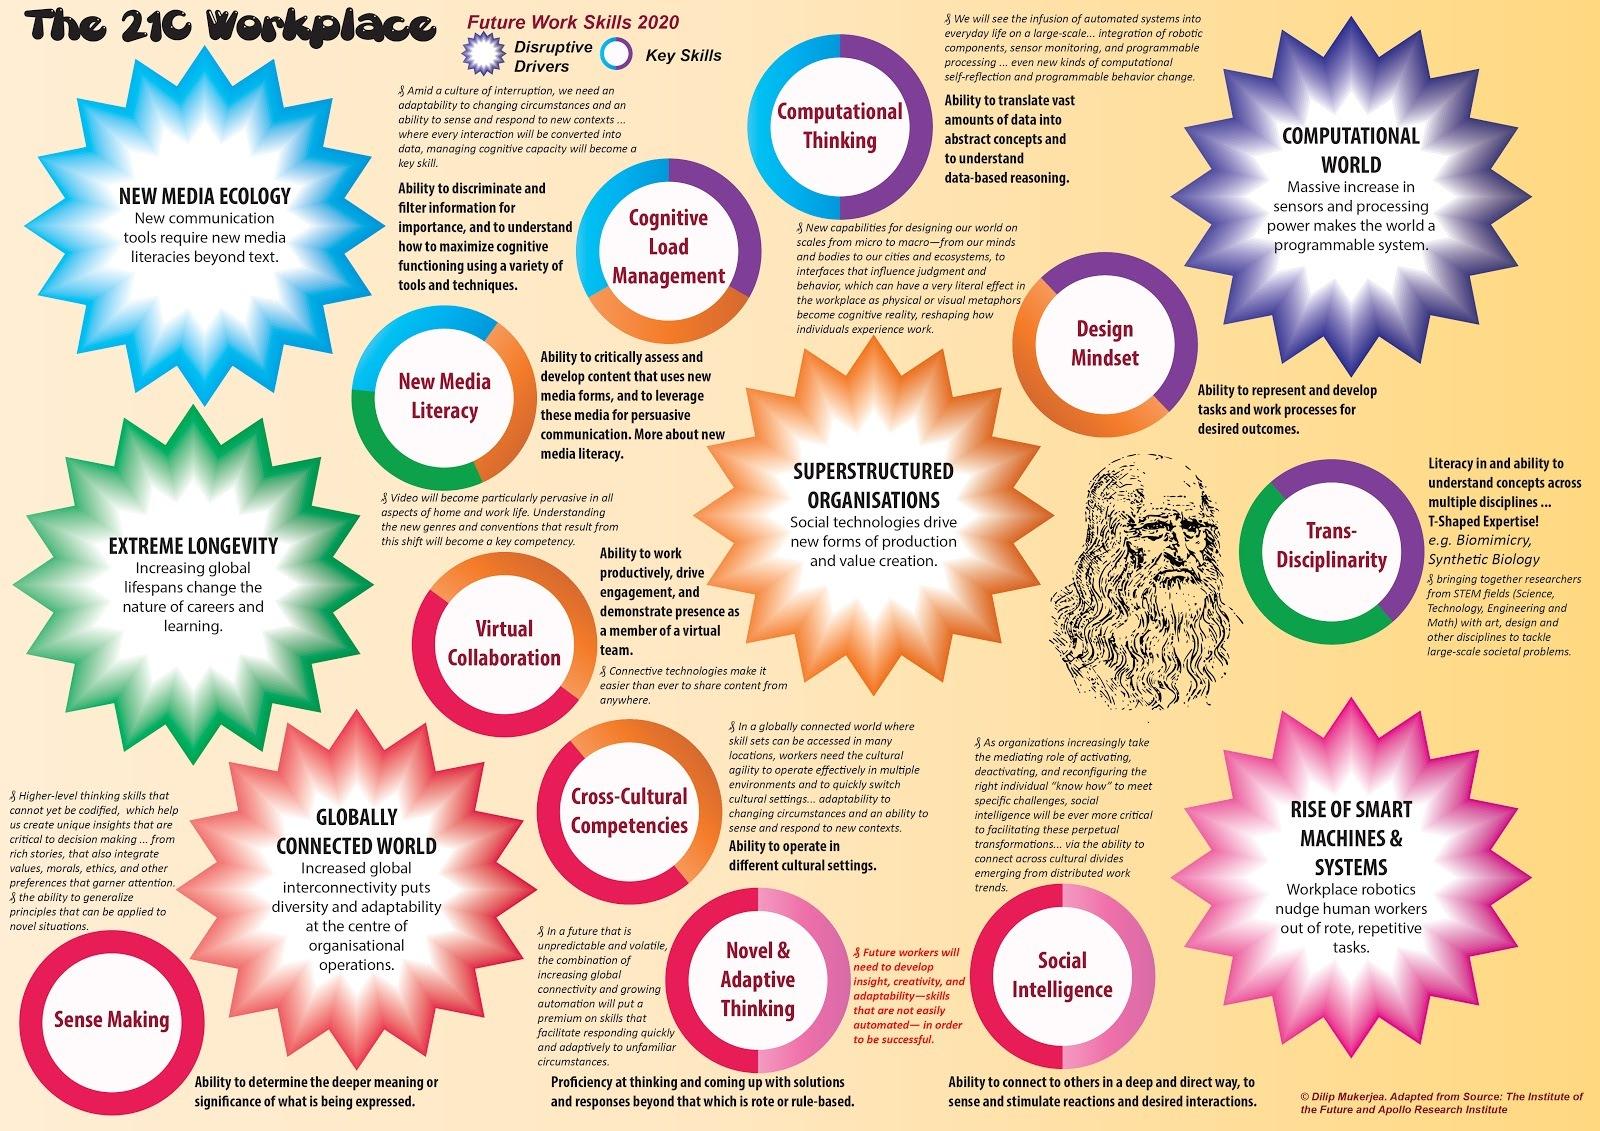 The 21C Workplace
Future Work Skills 2020
Disruptive
Drivers
Key Skills
NEW MEDIA ECOLOGY
New communication
tools require new media
literacies beyond text.
Amid a culture of interruption, we need an
adaptability to changing circumstances and an
ability to sense and respond to new contexts ...
where every interaction will be converted into
data, managing cognitive capacity will become a
key skill.
Ability to discriminate and
filter information for
importance, and to understand
how to maximize cognitive
functioning using a variety of
tools and techniques.
Cognitive
Load
Management
Computational
Thinking
We will see the infusion of automated systems into
everyday life on a large-scale... integration of robotic
components, sensor monitoring, and programmable
processing ... even new kinds of computational
self-reflection and programmable behavior change.
Ability to translate vast
amounts of data into
abstract concepts and
to understand
data-based reasoning.
COMPUTATIONAL
WORLD
Massive increase in
sensors and processing
power makes the world a
programmable system.
New capabilities for designing our world on
scales from micro to macro—from our minds
and bodies to our cities and ecosystems, to
interfaces that influence judgment and
behavior, which can have a very literal effect in
the workplace as physical or visual metaphors
become cognitive reality, reshaping how
individuals experience work.
Design
Mindset
Ability to represent and develop
tasks and work processes for
desired outcomes.
New Media
Literacy
Ability to critically assess and
develop content that uses new
media forms, and to leverage
these media for persuasive
communication. More about new
media literacy.
Video will become particularly pervasive in all
aspects of home and work life. Understanding
the new genres and conventions that result from
this shift will become a key competency.
SUPERSTRUCTURED
ORGANISATIONS
Social technologies drive
new forms of production
and value creation.
Trans-
Disciplinarity
Literacy in and ability to
understand concepts across
multiple disciplines ...
T-Shaped Expertise!
e.g. Biomimicry,
Synthetic Biology
bringing together researchers
from STEM fields (Science,
Technology, Engineering and
Math) with art, design and
other disciplines to tackle
large-scale societal problems.
EXTREME LONGEVITY
Increasing global
lifespans change the
nature of careers and
learning.
Virtual
Collaboration
Ability to work
productively, drive
engagement, and
demonstrate presence as
a member of a virtual
team.
Connective technologies make it
easier than ever to share content from
anywhere.
Cross-Cultural
Competencies
In a globally connected world where
skill sets can be accessed in many
locations, workers need the cultural
agility to operate effectively in multiple
environments and to quickly switch
cultural settings... adaptability to
changing circumstances and an ability to
sense and respond to new contexts.
Ability to operate in
different cultural settings.
As organizations increasingly take
the mediating role of activating,
deactivating, and reconfiguring the
right individual “know how” to meet
specific challenges, social
intelligence will be ever more critical
to facilitating these perpetual
transformations... via the ability to
connect across cultural divides
emerging from distributed work
trends.
RISE OF SMART
MACHINES &
SYSTEMS
Workplace robotics
nudge human workers
out of rote, repetitive
tasks.
Higher-level thinking skills that
cannot yet be codified, which help
us create unique insights that are
critical to decision making ... from
rich stories, that also integrate
values, morals, ethics, and other
preferences that garner attention.
the ability to generalize
principles that can be applied to
novel situations.
GLOBALLY
CONNECTED WORLD
Increased global
interconnectivity puts
diversity and adaptability
at the centre of
organisational
operations.
Sense Making
Ability to determine the deeper meaning or
significance of what is being expressed.
In a future that is
unpredictable and volatile,
the combination of
increasing global
connectivity and growing
automation will put a
premium on skills that
facilitate responding quickly
and adaptively to unfamiliar
circumstances.
Novel &
Adaptive
Thinking
Future workers will
need to develop
insight, creativity, and
adaptability—skills
that are not easily
automated— in order
to be successful.
Proficiency at thinking and coming up with solutions
and responses beyond that which is rote or rule-based.
Social
Intelligence
Ability to connect to others in a deep and direct way, to
sense and stimulate reactions and desired interactions.
© Dilip Mukerjea. Adapted from Source: The Institute of
the Future and Apollo Research Institute